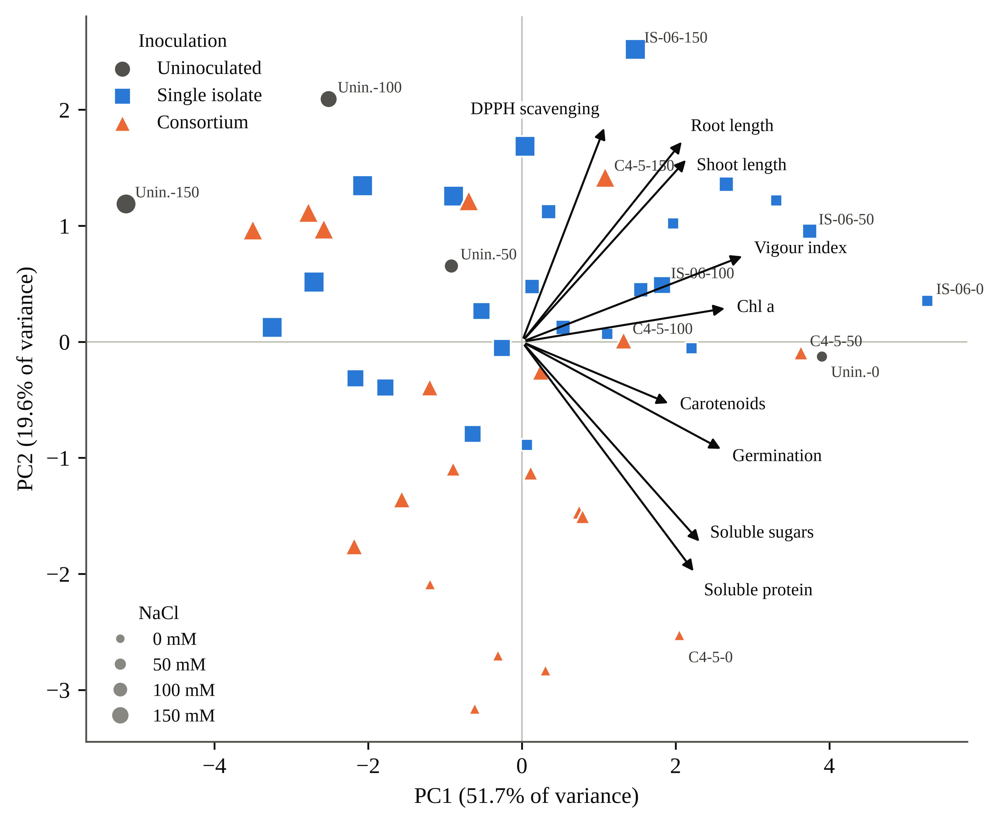 Inoculation
Uninoculated
Single isolate
Consortium
IS-06-150
Unin.-100
DPPH scavenging
Root length
C4-5-150
Shoot length
Unin.-150
IS-06-50
Vigour index
Unin.-50
IS-06-100
IS-06-0
Chl a
C4-5-100
C4-5-50
Unin.-0
Carotenoids
Germination
Soluble sugars
Soluble protein
C4-5-0
NaCl
0 mM
50 mM
100 mM
150 mM
2
1
0
−1
−2
−3
PC2 (19.6% of variance)
−4
−2
0
2
4
PC1 (51.7% of variance)